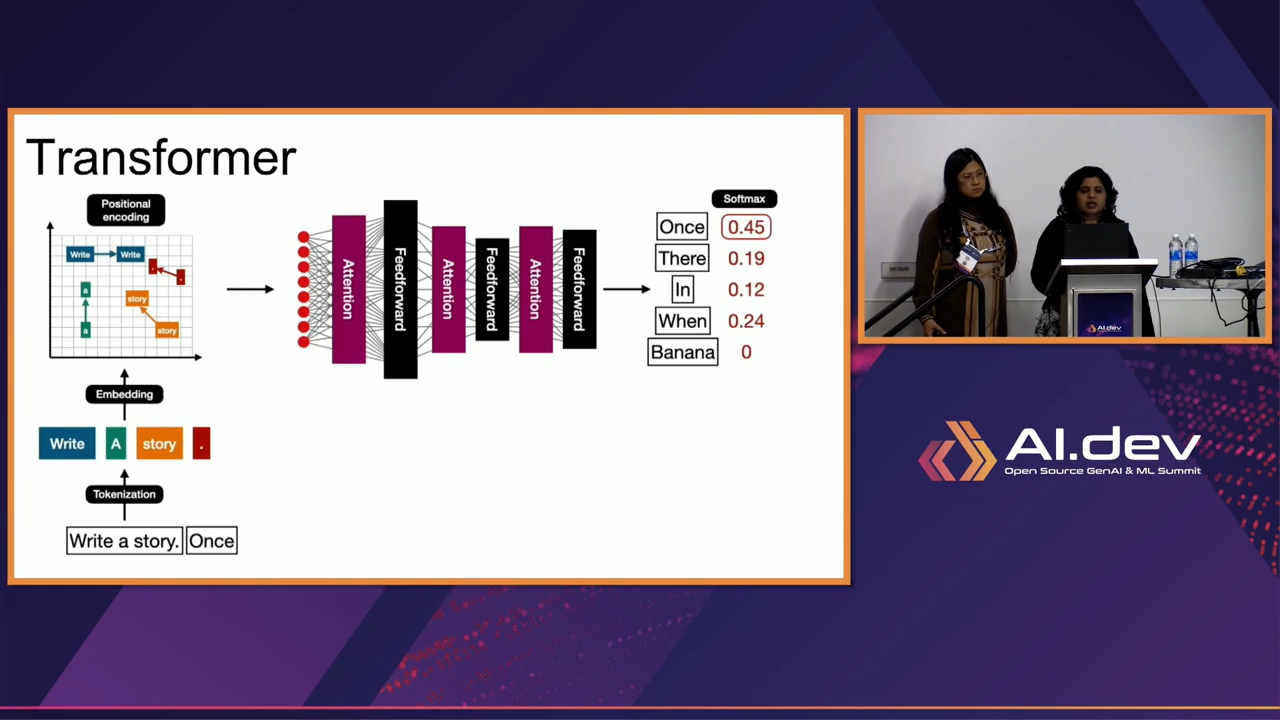 Transformer
Positional
encoding
Write
Write
.
.
a
story
a
story
Embedding
Write
A
story
.
Tokenization
Write a story.
Once
Attention
Feedforward
Attention
Feedforward
Attention
Feedforward
Softmax
Once
0.45
There
0.19
In
0.12
When
0.24
Banana
0
AI.dev
AI.dev
Open Source GenAI & ML Summit